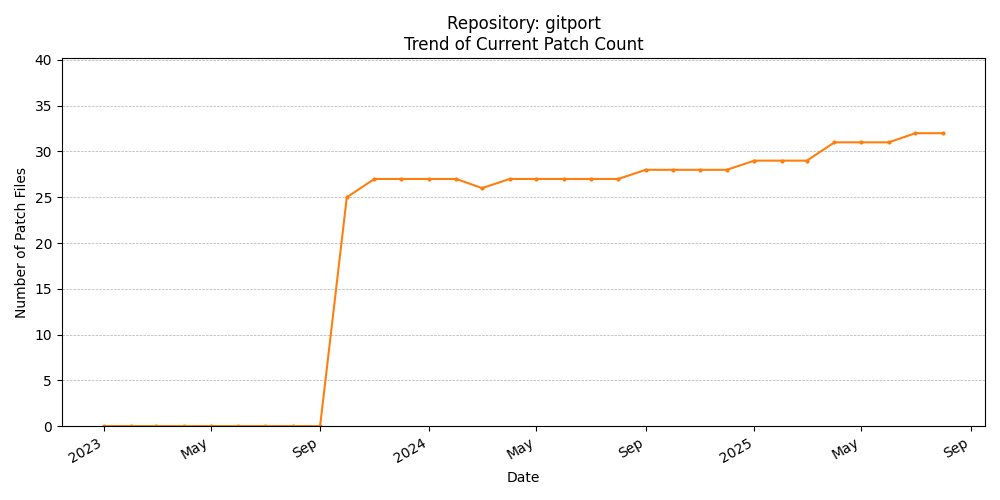 Repository: gitport
Trend of Current Patch Count
Number of Patch Files
40
35
30
25
20
15
10
5
0
2023
May
Sep
2024
May
Sep
2025
May
Sep
Date